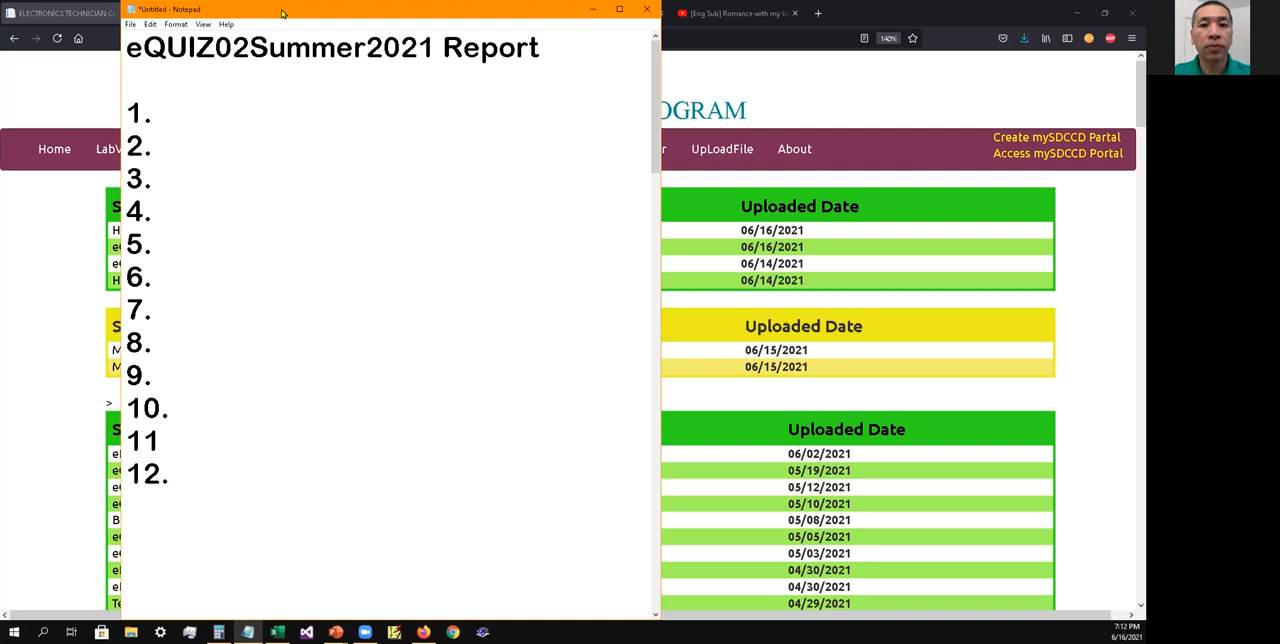 ELECTRONICS TECHNICIAN C
*Untitled - Notepad
[Eng Sub] Romance with my b
File Edit Format View Help
140%
eQUIZ02Summer2021 Report
1.
2.
3.
4.
5.
6.
7.
8.
9.
10.
11
12.
OGRAM
Home LabV r UpLoadFile About
Create mySDCCD Partal
Access mySDCCD Portal
S Uploaded Date
H 06/16/2021
e 06/16/2021
e 06/14/2021
H 06/14/2021
S Uploaded Date
M 06/15/2021
M 06/15/2021
>
S Uploaded Date
e 06/02/2021
e 05/19/2021
e 05/12/2021
e 05/10/2021
B 05/08/2021
e 05/05/2021
e 05/03/2021
e 04/30/2021
e 04/30/2021
Te 04/29/2021
7:12 PM
6/16/2021